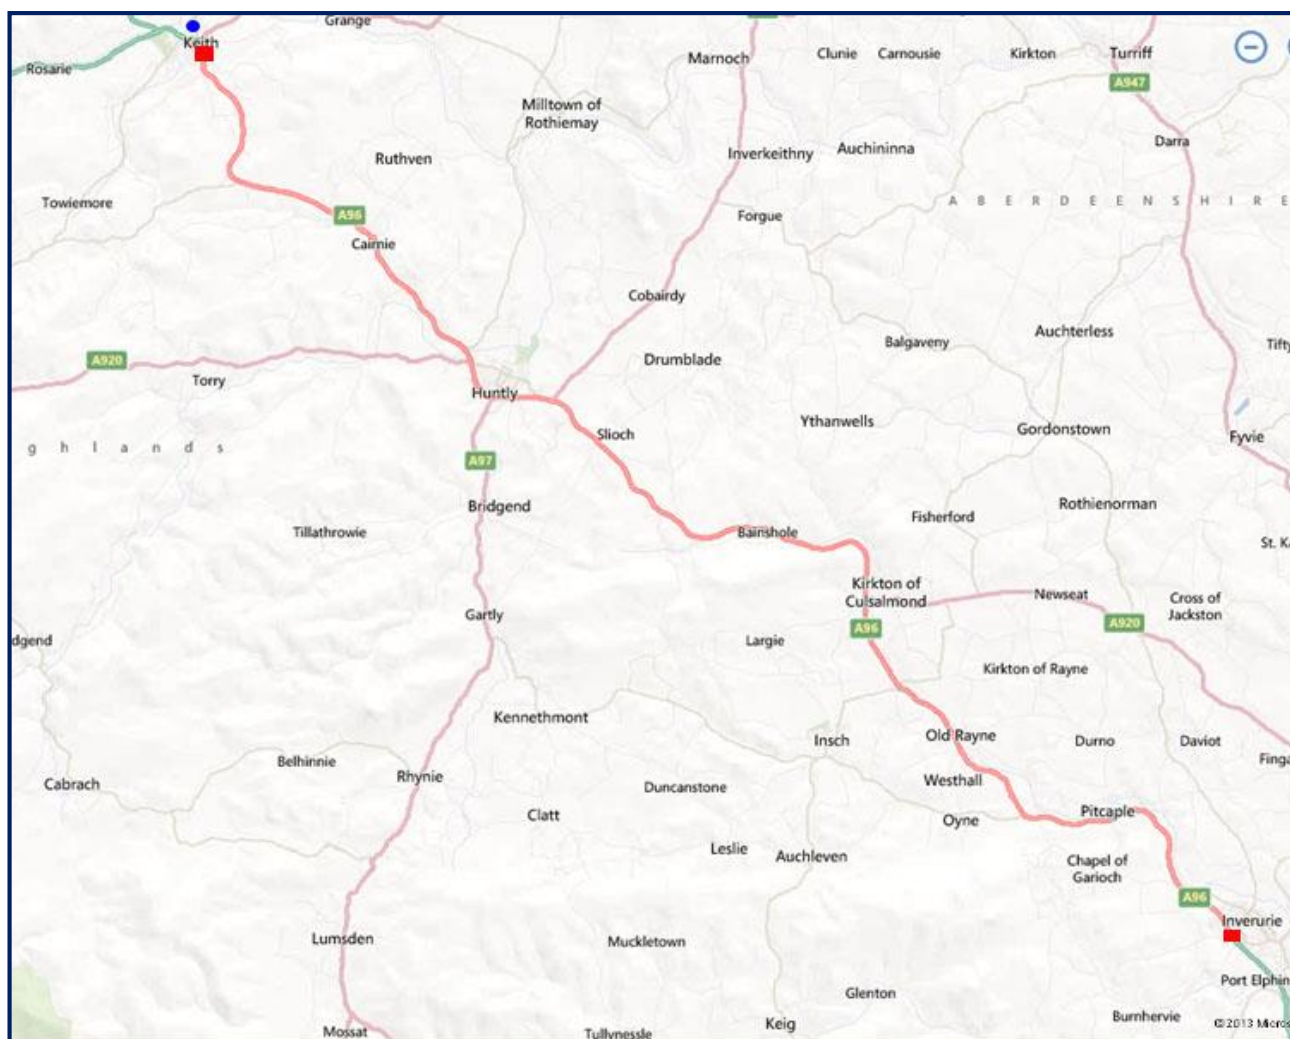 Grange
Keith
Rosarie
Marnoch
Clunie
Carnousie
Kirkton
Turriff
A947
Milltown of
Rothiemay
Darra
Ruthven
Inverkeithny
Auchininna
Towiemore
A B E R D E E N S H I R E
A96
Forgue
Cairnie
Cobairdy
Auchterless
Balgaveny
Tifty
A920
Drumblade
Torry
Huntly
Ythanwells
Slioch
Gordonstown
Fyvie
g h l a n d s
A97
Bridgend
Rothienorman
Fisherford
Tillathrowie
Bainshole
St. K
Kirkton of
Culsalmond
Newseat
Cross of
Jackston
Gartly
A96
A920
dgend
Largie
Kirkton of Rayne
Kennethmont
Insch
Old Rayne
Durno
Daviot
Belhinnie
Finga
Rhynie
Westhall
Cabrach
Duncanstone
Clatt
Oyne
Pitcaple
Leslie
Auchleven
Chapel of
Garioch
A96
Inverurie
Lumsden
Muckletown
Port Elphin
Glenton
Burnhervie
Mossat
Tullynessle
Keig
©2013 Micros